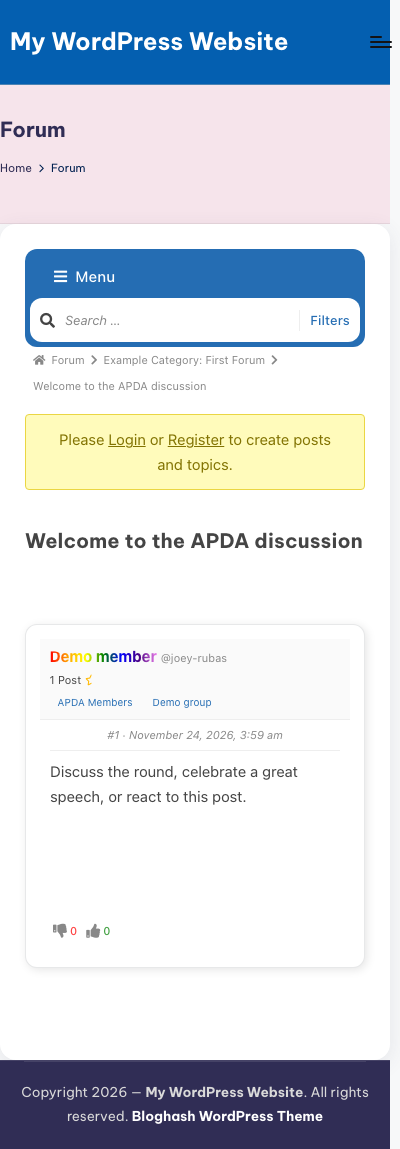 My WordPress Website
Forum
Home > Forum
Menu
Search ...
Filters
Forum > Example Category: First Forum >
Welcome to the APDA discussion
Please Login or Register to create posts
and topics.
Welcome to the APDA discussion
Demo member @joey-rubas
1 Post
APDA Members Demo group
#1 · November 24, 2026, 3:59 am
Discuss the round, celebrate a great
speech, or react to this post.
0 0
Copyright 2026 — My WordPress Website. All rights
reserved. Bloghash WordPress Theme